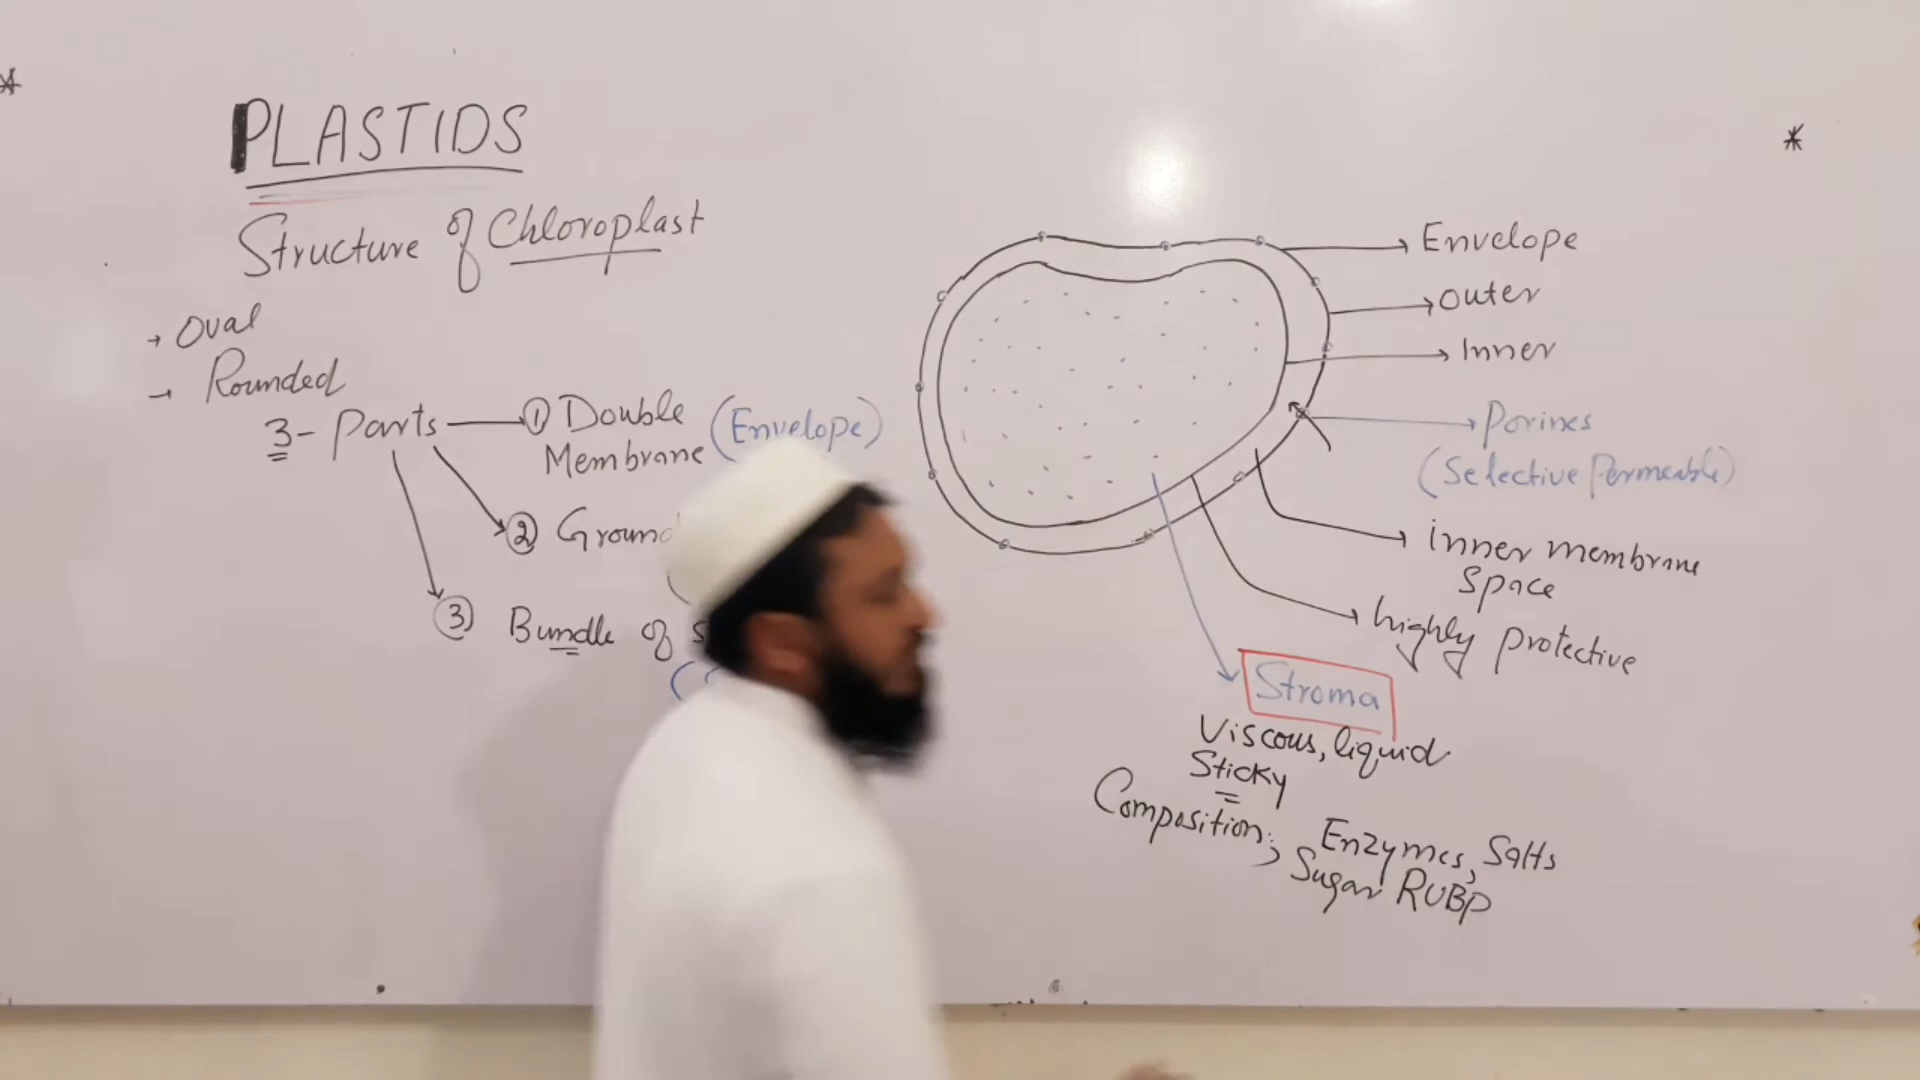 PLASTIDS
Structure of Chloroplast
→ Oval
→ Rounded
3- Parts
① Double
Membrane (Envelope)
② Ground
③ Bundle of
Envelope
Outer
Inner
Porines
(Selective Permeable)
inner membrane
Space
highly protective
Stroma
Viscous, liquid
Sticky
Composition; Enzymes, Salts
Sugar RUBP